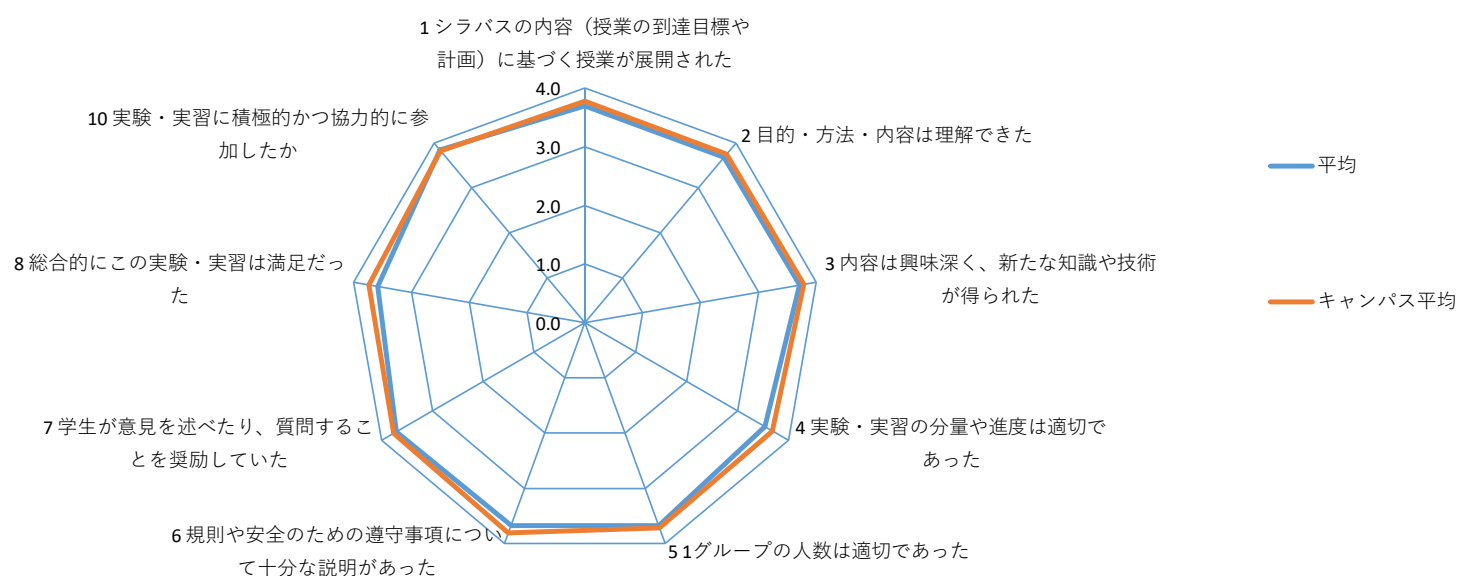 1 シラバスの内容（授業の到達目標や
計画）に基づく授業が展開された
2 目的・方法・内容は理解できた
3 内容は興味深く、新たな知識や技術
が得られた
4 実験・実習の分量や進度は適切で
あった
5 1グループの人数は適切であった
6 規則や安全のための遵守事項につい
て十分な説明があった
7 学生が意見を述べたり、質問するこ
とを奨励していた
8 総合的にこの実験・実習は満足だっ
た
10 実験・実習に積極的かつ協力的に参
加したか
4.0
3.0
2.0
1.0
0.0
平均
キャンパス平均